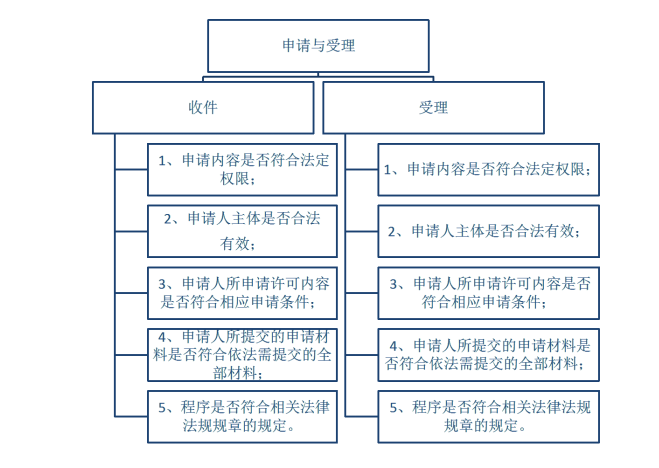 申请与受理
收件
受理
1、申请内容是否符合法定
权限；
2、申请人主体是否合法
有效；
3、申请人所申请许可内容
是否符合相应申请条件；
4、申请人所提交的申请材
料是否符合依法需提交的全
部材料；
5、程序是否符合相关法律
法规规章的规定。
1、申请内容是否符合法定权限；
2、申请人主体是否合法有效；
3、申请人所申请许可内容是否
符合相应申请条件；
4、申请人所提交的申请材料是
否符合依法需提交的全部材料；
5、程序是否符合相关法律法规
规章的规定。